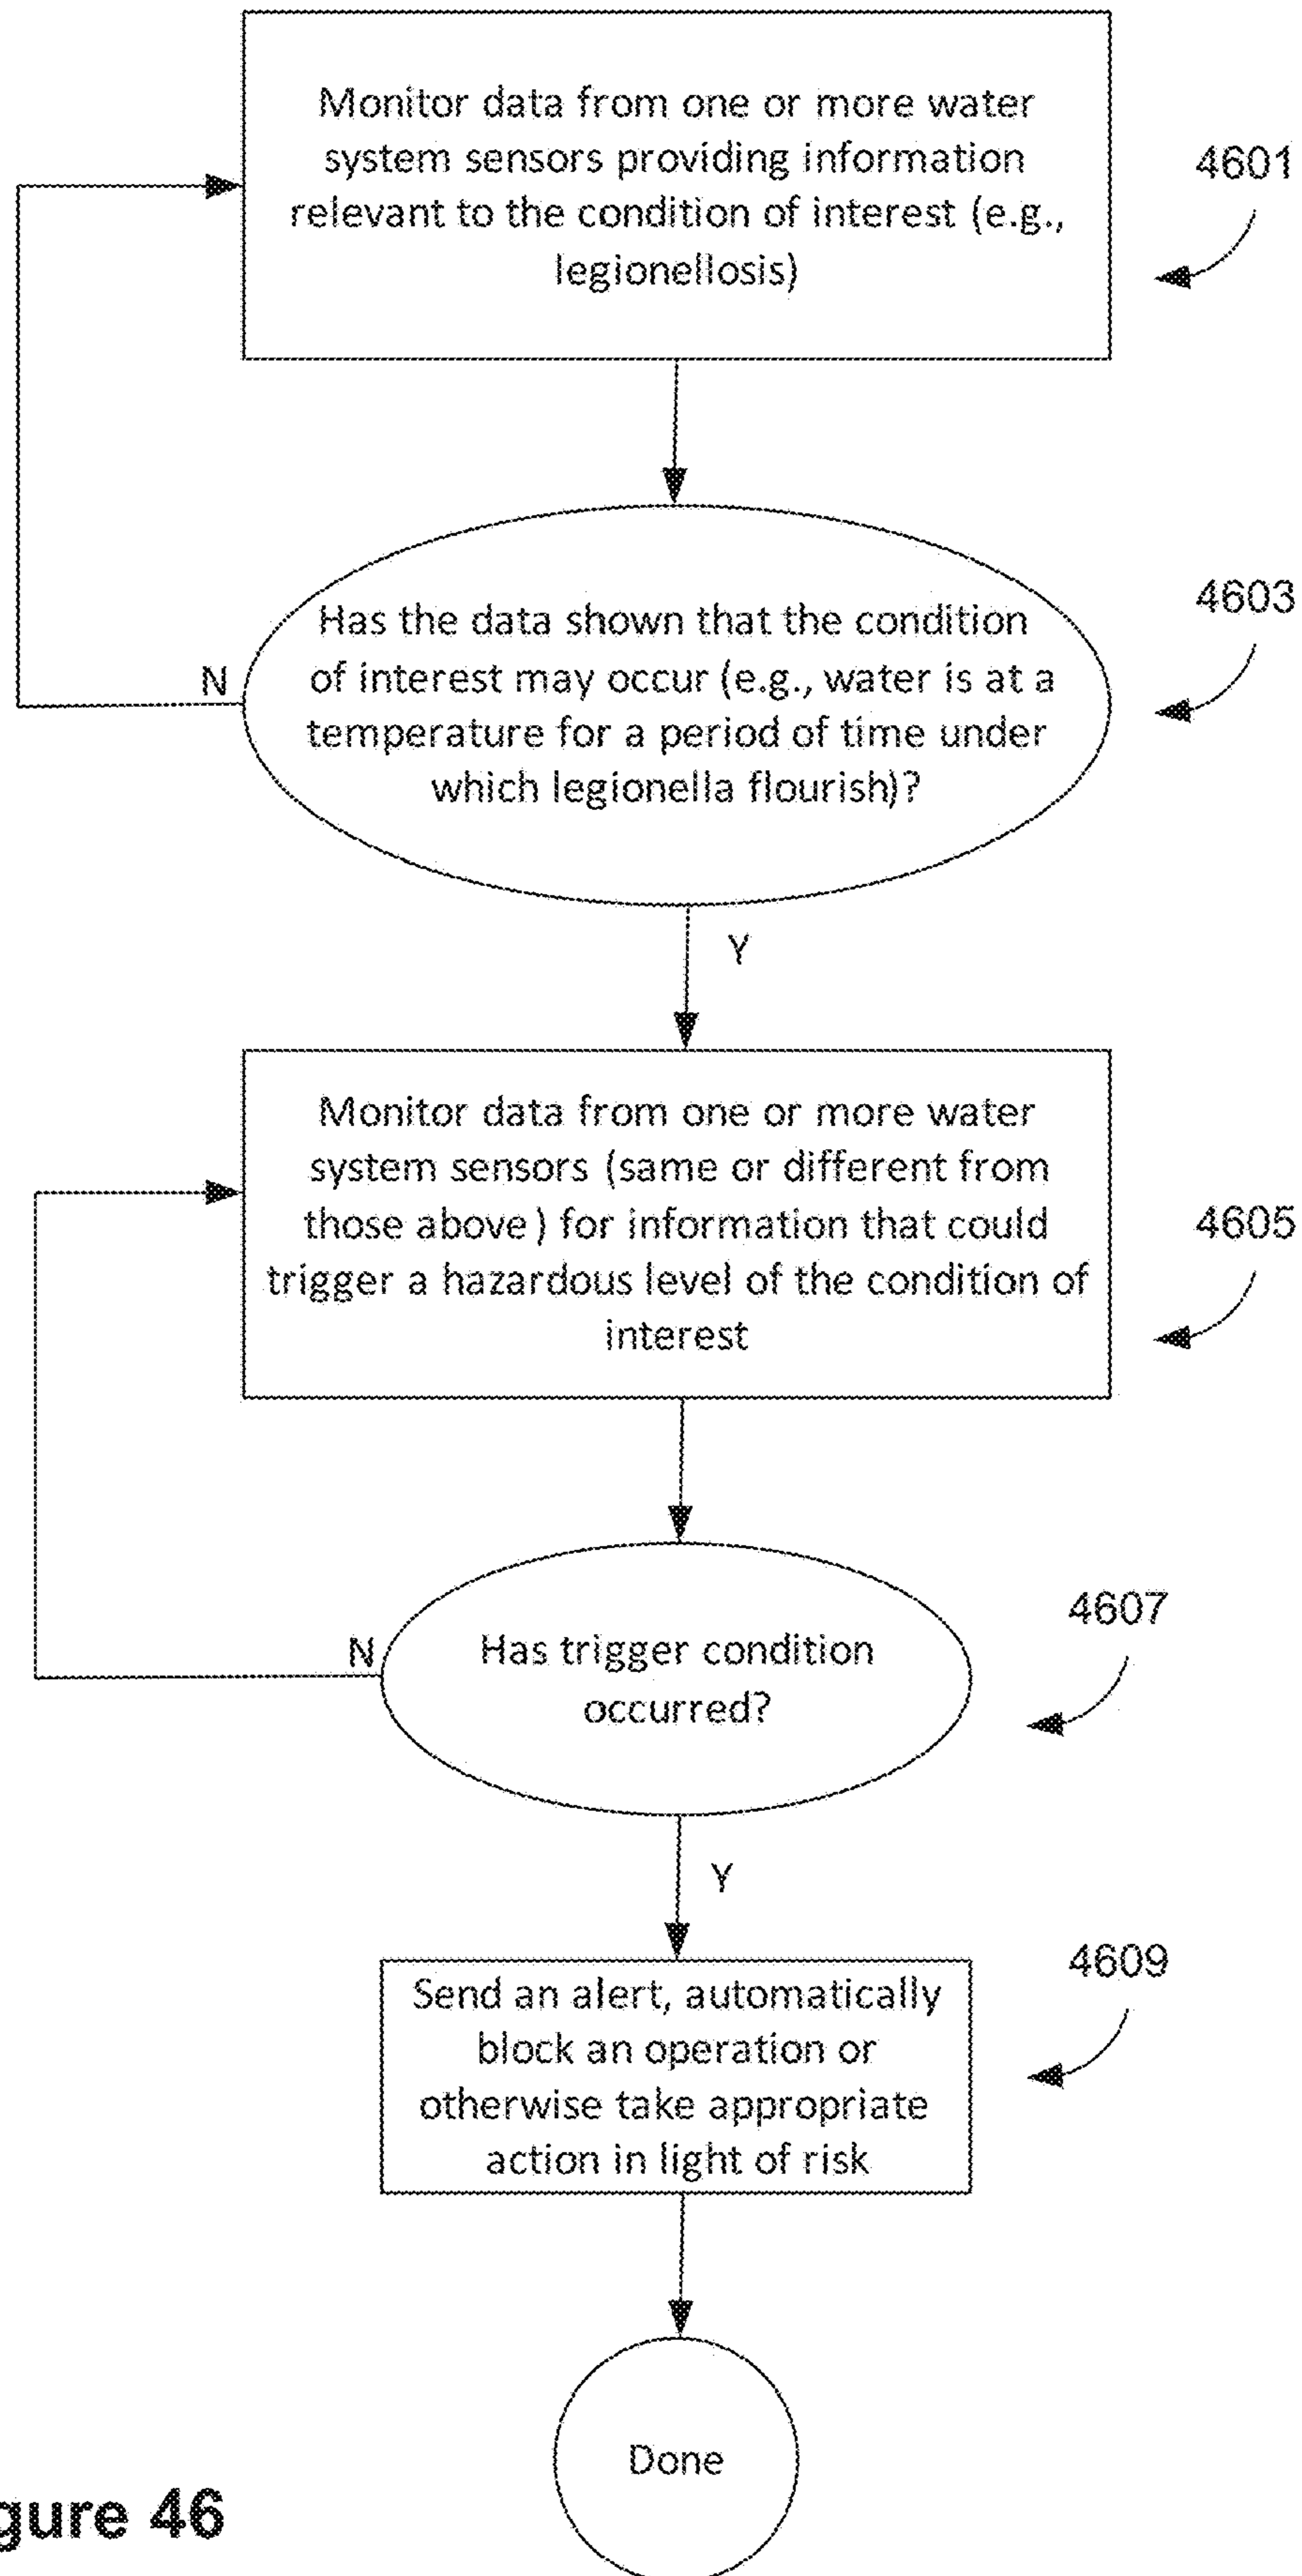 Monitor data from one or more water
system sensors providing information
relevant to the condition of interest (e.g.,
legionellosis)
4601
Has the data shown that the condition
of interest may occur (e.g., water is at a
temperature for a period of time under
which legionella flourish)?
4603
N
Y
Monitor data from one or more water
system sensors (same or different from
those above) for information that could
trigger a hazardous level of the condition of
interest
4605
Has trigger condition
occurred?
4607
N
Y
Send an alert, automatically
block an operation or
otherwise take appropriate
action in light of risk
4609
Done
gure 46